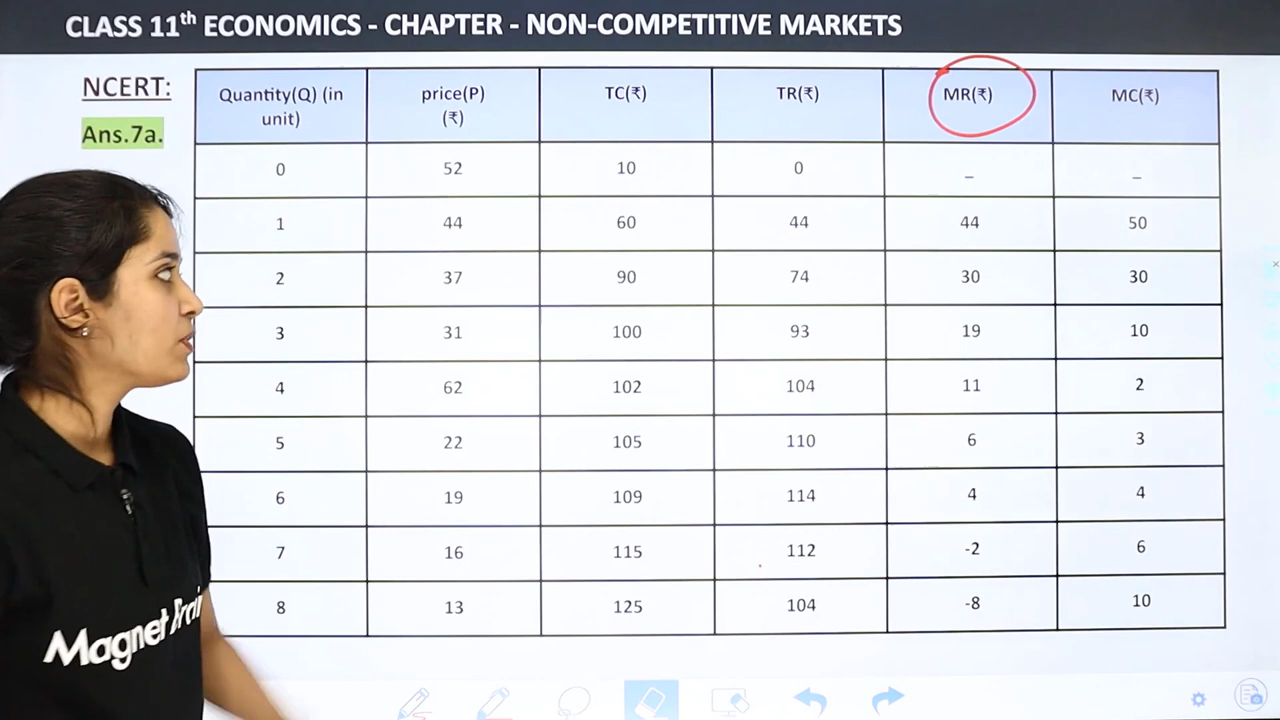 CLASS 11th ECONOMICS - CHAPTER - NON-COMPETITIVE MARKETS
NCERT:
Ans.7a.
Quantity(Q) (in unit) price(P) (₹) TC(₹) TR(₹) MR(₹) MC(₹)
0 52 10 0 _ _
1 44 60 44 44 50
2 37 90 74 30 30
3 31 100 93 19 10
4 62 102 104 11 2
5 22 105 110 6 3
6 19 109 114 4 4
7 16 115 112 -2 6
8 13 125 104 -8 10
Magnet Brai